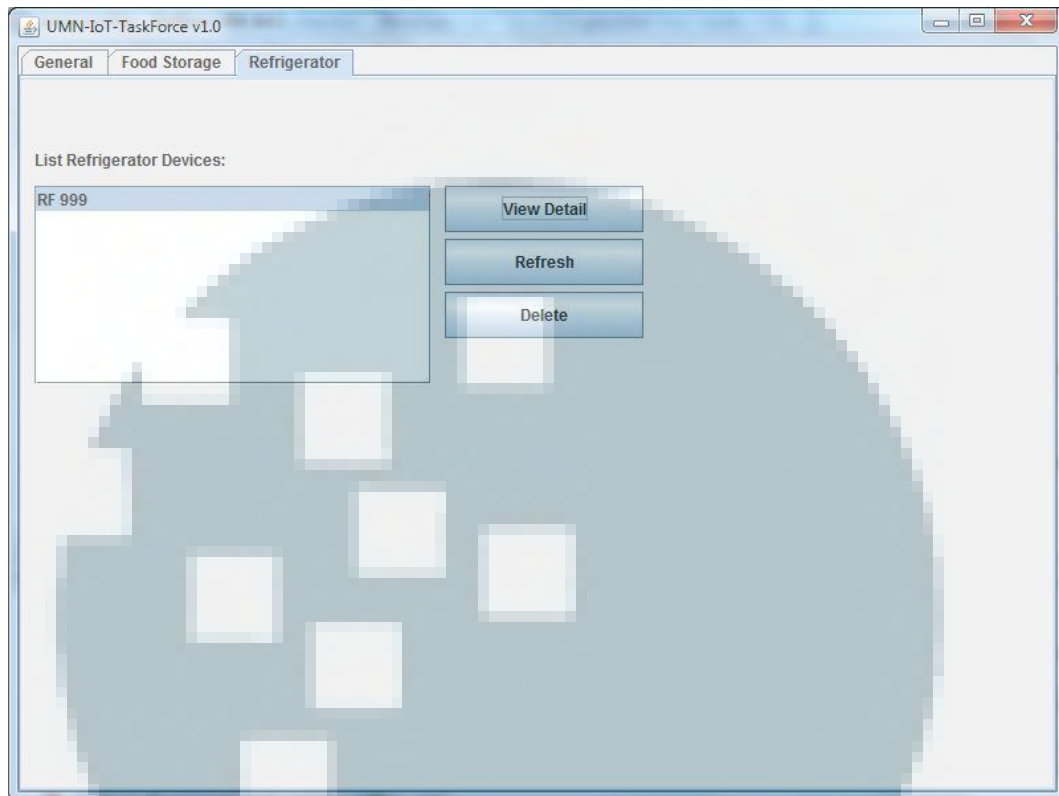 UMN-IoT-TaskForce v1.0
General Food Storage Refrigerator
List Refrigerator Devices:
RF 999
View Detail
Refresh
Delete